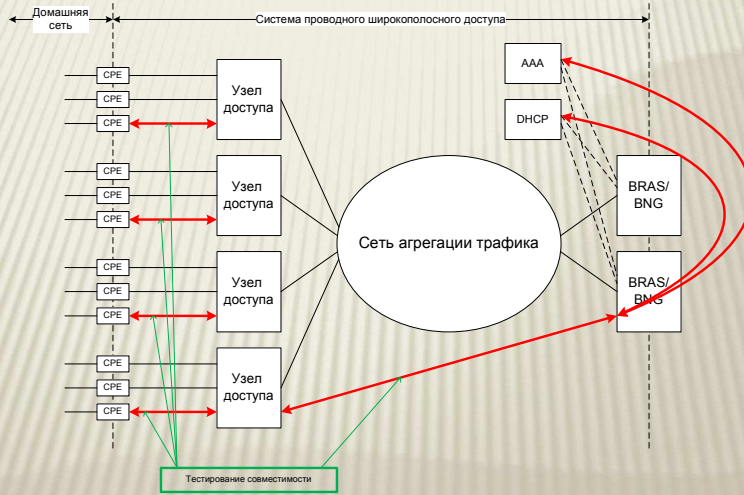 Домашняя
сеть
Система проводного широкополосного доступа
AAA
DHCP
CPE
CPE
CPE
Узел
доступа
CPE
CPE
CPE
Узел
доступа
BRAS/
BNG
Сеть агрегации трафика
CPE
CPE
CPE
Узел
доступа
BRAS/
BNG
CPE
CPE
CPE
Узел
доступа
Тестирование совместимости